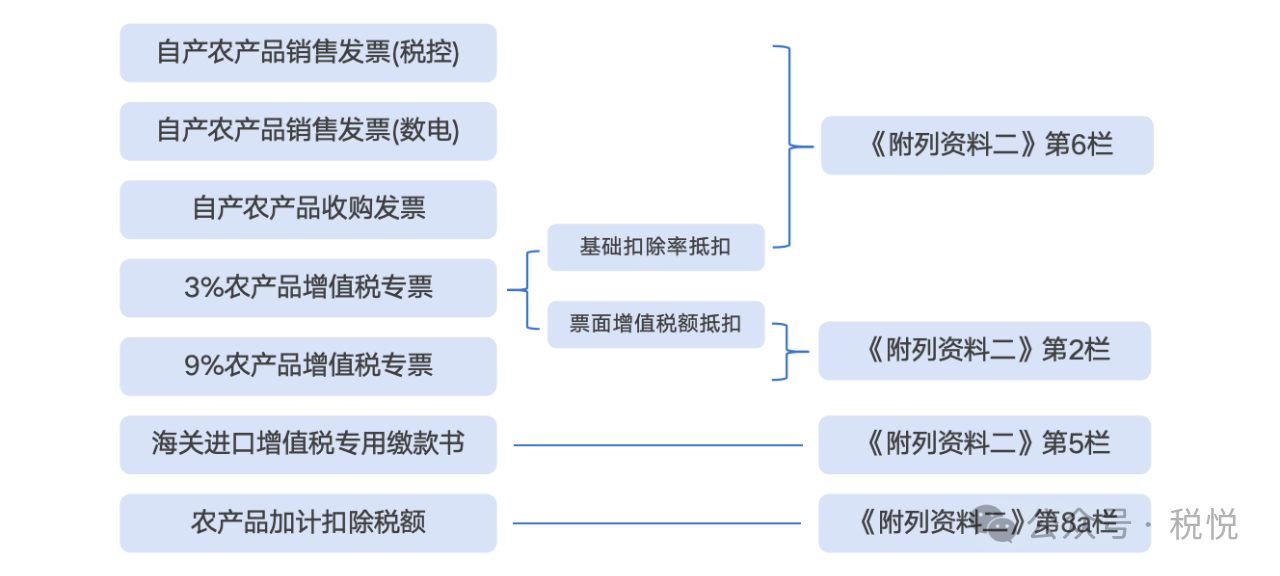 自产农产品销售发票(税控)
自产农产品销售发票(数电)
《附列资料二》第6栏
自产农产品收购发票
基础扣除率抵扣
3%农产品增值税专票
票面增值税额抵扣
《附列资料二》第2栏
9%农产品增值税专票
海关进口增值税专用缴款书
《附列资料二》第5栏
农产品加计扣除税额
《附列资料二》第8a栏
公众号 · 税悦